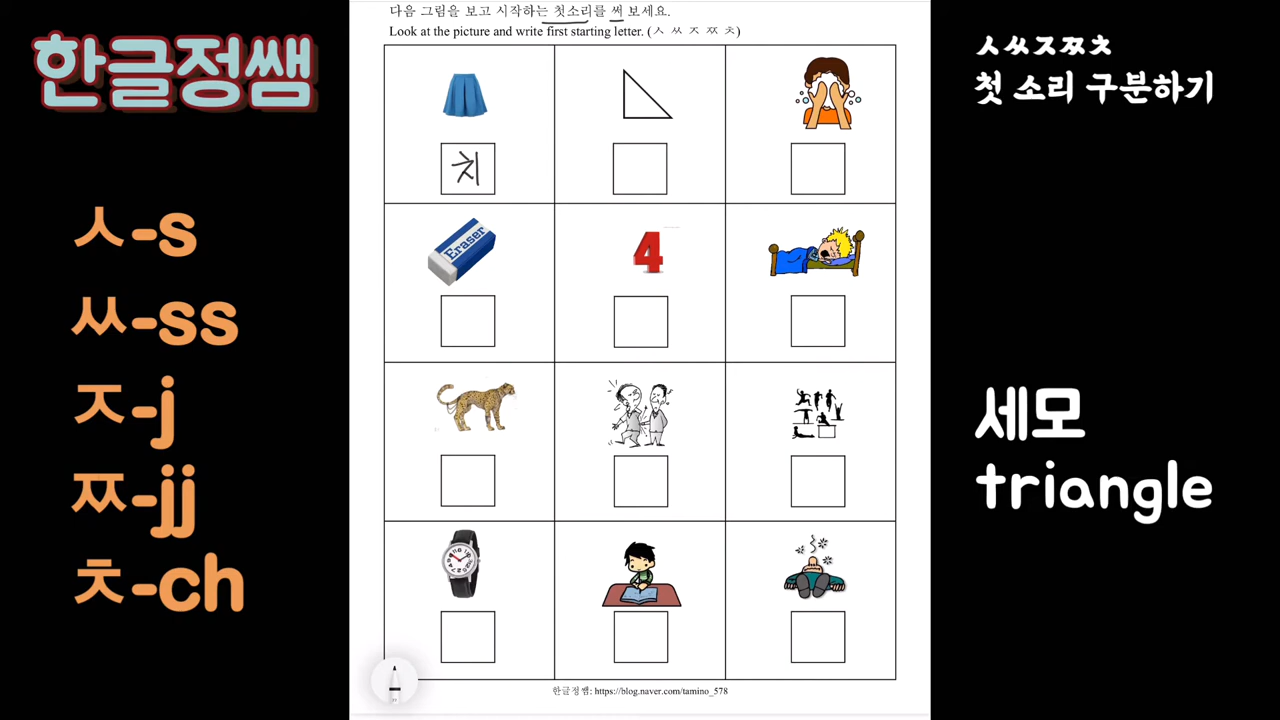 다음 그림을 보고 시작하는 첫소리를 써 보세요.
Look at the picture and write first starting letter. (ㅅ ㅆ ㅈ ㅉ ㅊ)
한글정쌤
ㅅㅆㅈㅉㅊ
첫 소리 구분하기
ㅅ-s
ㅆ-ss
ㅈ-j
ㅉ-jj
ㅊ-ch
치
Eraser
4
세모
triangle
한글정쌤: https://blog.naver.com/tamino_578